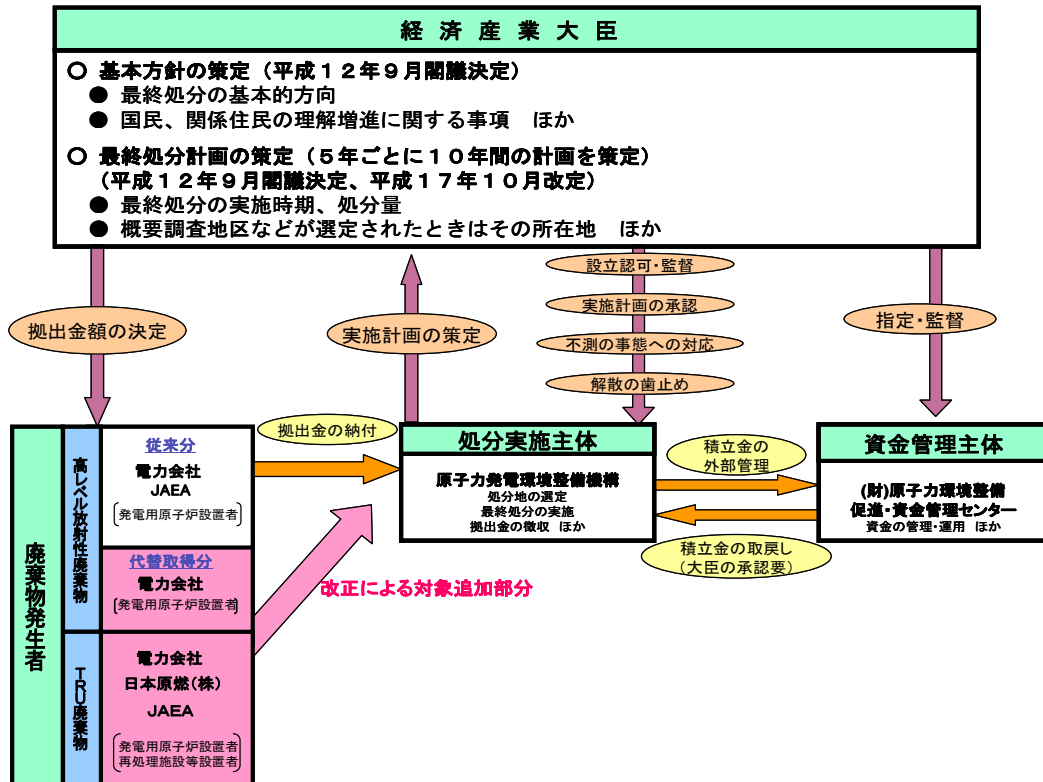 経済産業大臣
○ 基本方針の策定（平成１２年９月閣議決定）
● 最終処分の基本的方向
● 国民、関係住民の理解増進に関する事項　ほか
○ 最終処分計画の策定（５年ごとに１０年間の計画を策定）
（平成１２年９月閣議決定、平成１７年１０月改定）
● 最終処分の実施時期、処分量
● 概要調査地区などが選定されたときはその所在地　ほか
拠出金額の決定
実施計画の策定
設立認可・監督
実施計画の承認
不測の事態への対応
解散の歯止め
指定・監督
廃棄物発生者
高レベル放射性廃棄物
従来分
電力会社
JAEA
［発電用原子炉設置者］
代替取得分
電力会社
［発電用原子炉設置者］
TRU廃棄物
電力会社
日本原燃（株）
JAEA
［発電用原子炉設置者
再処理施設等設置者］
拠出金の納付
改正による対象追加部分
処分実施主体
原子力発電環境整備機構
処分地の選定
最終処分の実施
拠出金の徴収 ほか
積立金の
外部管理
積立金の取戻し
（大臣の承認要）
資金管理主体
(財)原子力環境整備
促進・資金管理センター
資金の管理・運用 ほか